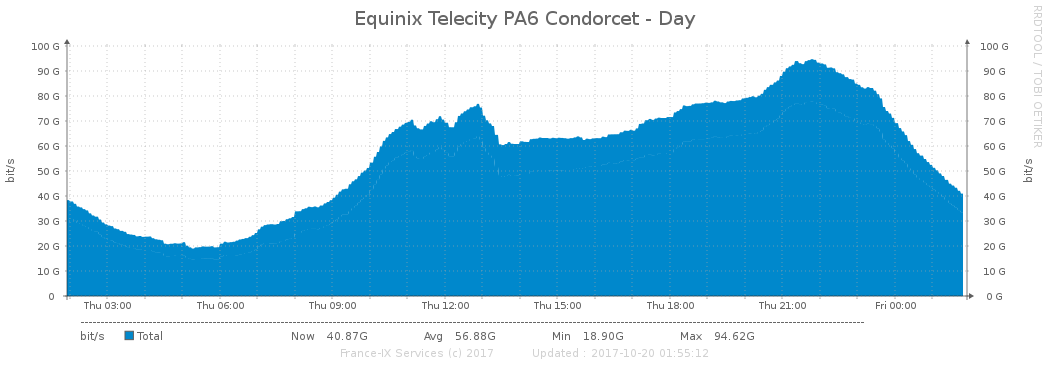 Equinix Telecity PA6 Condorcet - Day
RRDTOOL / TOBI OETIKER
100 G 100 G
90 G 90 G
80 G 80 G
70 G 70 G
60 G 60 G
50 G 50 G
40 G 40 G
30 G 30 G
20 G 20 G
10 G 10 G
0 0 G
bit/s bit/s
Thu 03:00 Thu 06:00 Thu 09:00 Thu 12:00 Thu 15:00 Thu 18:00 Thu 21:00 Fri 00:00
bit/s Total Now 40.87G Avg 56.88G Min 18.90G Max 94.62G
France-IX Services (c) 2017 Updated : 2017-10-20 01:55:12